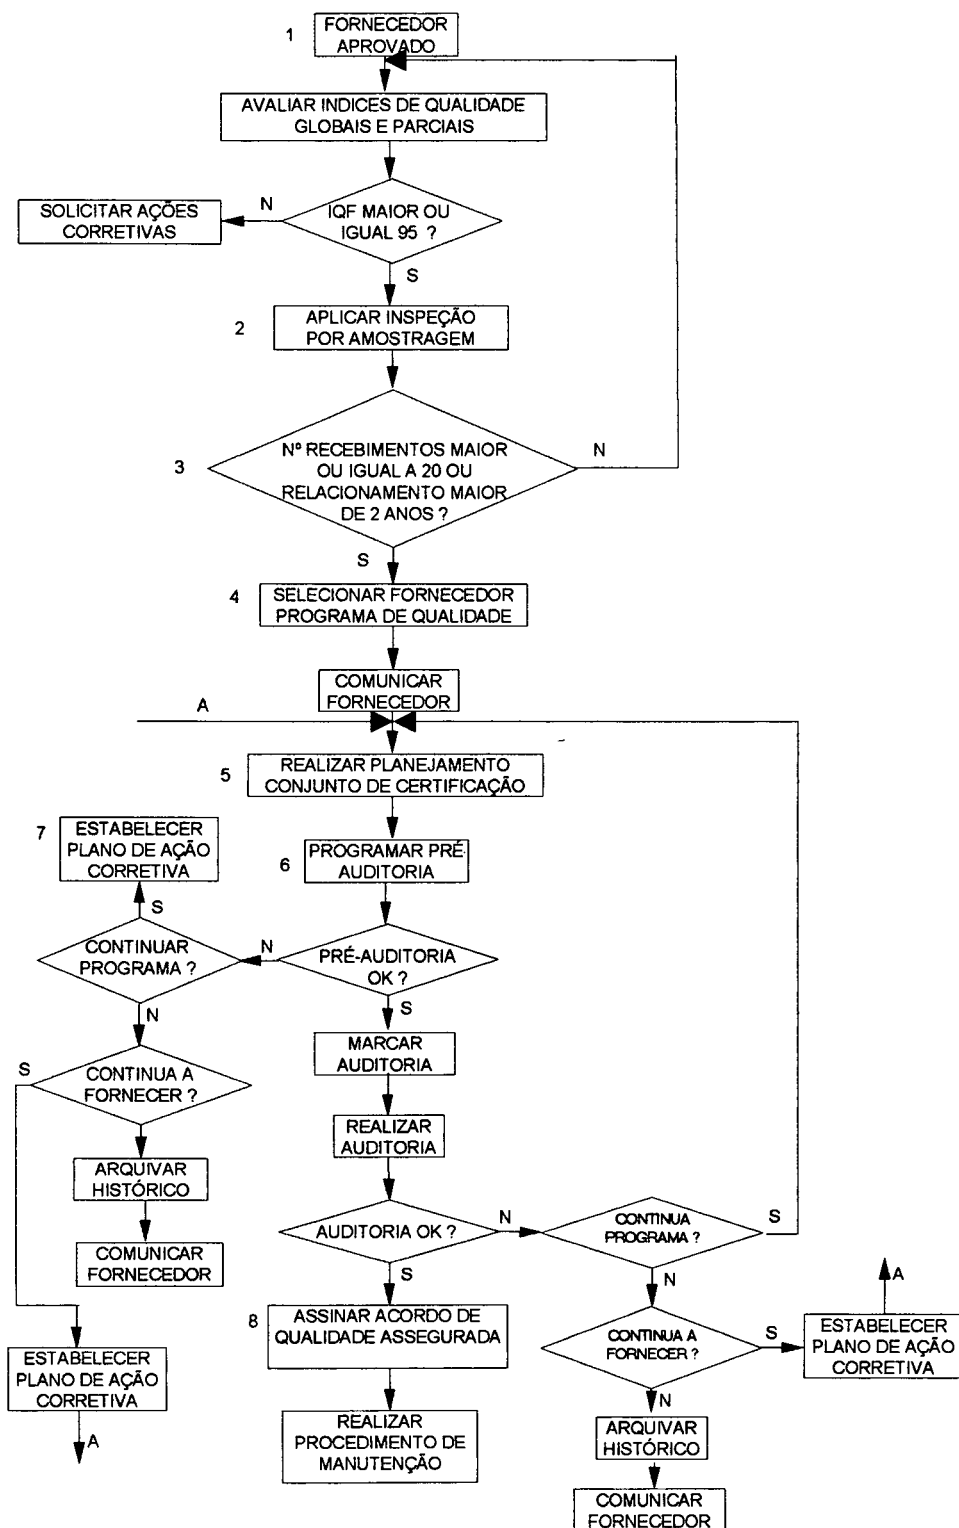 1
FORNECEDOR
APROVADO
AVALIAR INDICES DE QUALIDADE
GLOBAIS E PARCIAIS
IQF MAIOR OU
IGUAL 95 ?
N
SOLICITAR AÇÕES
CORRETIVAS
S
2
APLICAR INSPEÇÃO
POR AMOSTRAGEM
3
Nº RECEBIMENTOS MAIOR
OU IGUAL A 20 OU
RELACIONAMENTO MAIOR
DE 2 ANOS ?
N
S
4
SELECIONAR FORNECEDOR
PROGRAMA DE QUALIDADE
COMUNICAR
FORNECEDOR
A
5
REALIZAR PLANEJAMENTO
CONJUNTO DE CERTIFICAÇÃO
6
PROGRAMAR PRÉ
AUDITORIA
7
ESTABELECER
PLANO DE AÇÃO
CORRETIVA
S
CONTINUAR
PROGRAMA ?
N
PRÉ-AUDITORIA
OK ?
S
N
MARCAR
AUDITORIA
S
CONTINUA A
FORNECER ?
REALIZAR
AUDITORIA
ARQUIVAR
HISTÓRICO
COMUNICAR
FORNECEDOR
AUDITORIA OK ?
N
CONTINUA
PROGRAMA ?
S
S
N
A
8
ASSINAR ACORDO DE
QUALIDADE ASSEGURADA
CONTINUA A
FORNECER ?
S
ESTABELECER
PLANO DE AÇÃO
CORRETIVA
ESTABELECER
PLANO DE AÇÃO
CORRETIVA
A
REALIZAR
PROCEDIMENTO DE
MANUTENÇÃO
N
ARQUIVAR
HISTÓRICO
COMUNICAR
FORNECEDOR